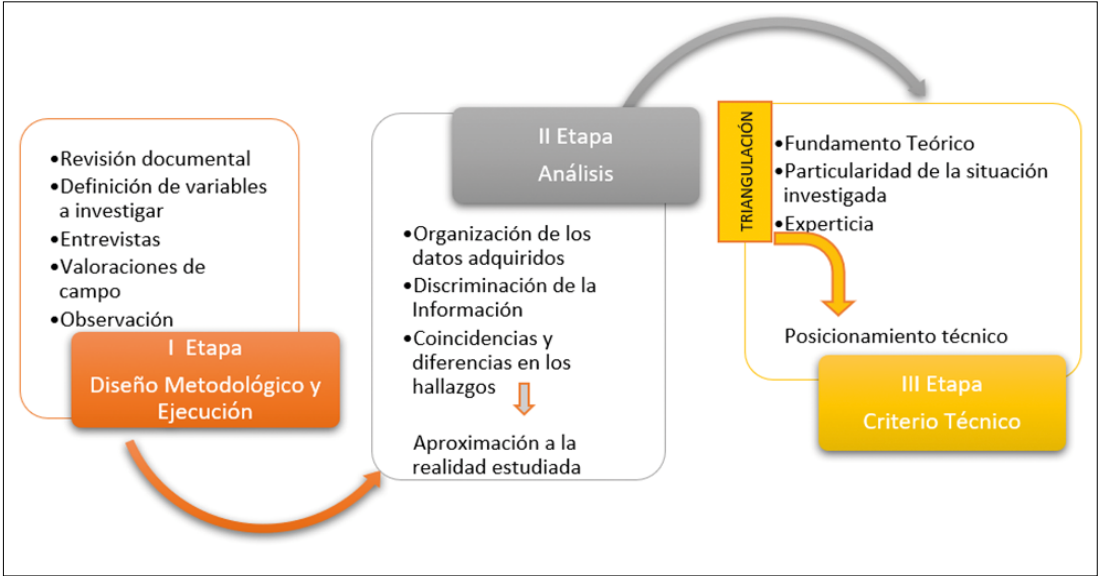 •Revisión documental
•Definición de variables
a investigar
•Entrevistas
•Valoraciones de
campo
•Observación
I Etapa
Diseño Metodológico y
Ejecución
II Etapa
Análisis
•Organización de los
datos adquiridos
•Discriminación de la
Información
•Coincidencias y
diferencias en los
hallazgos
Aproximación a la
realidad estudiada
TRIANGULACIÓN
•Fundamento Teórico
•Particularidad de la situación
investigada
•Experticia
Posicionamiento técnico
III Etapa
Criterio Técnico